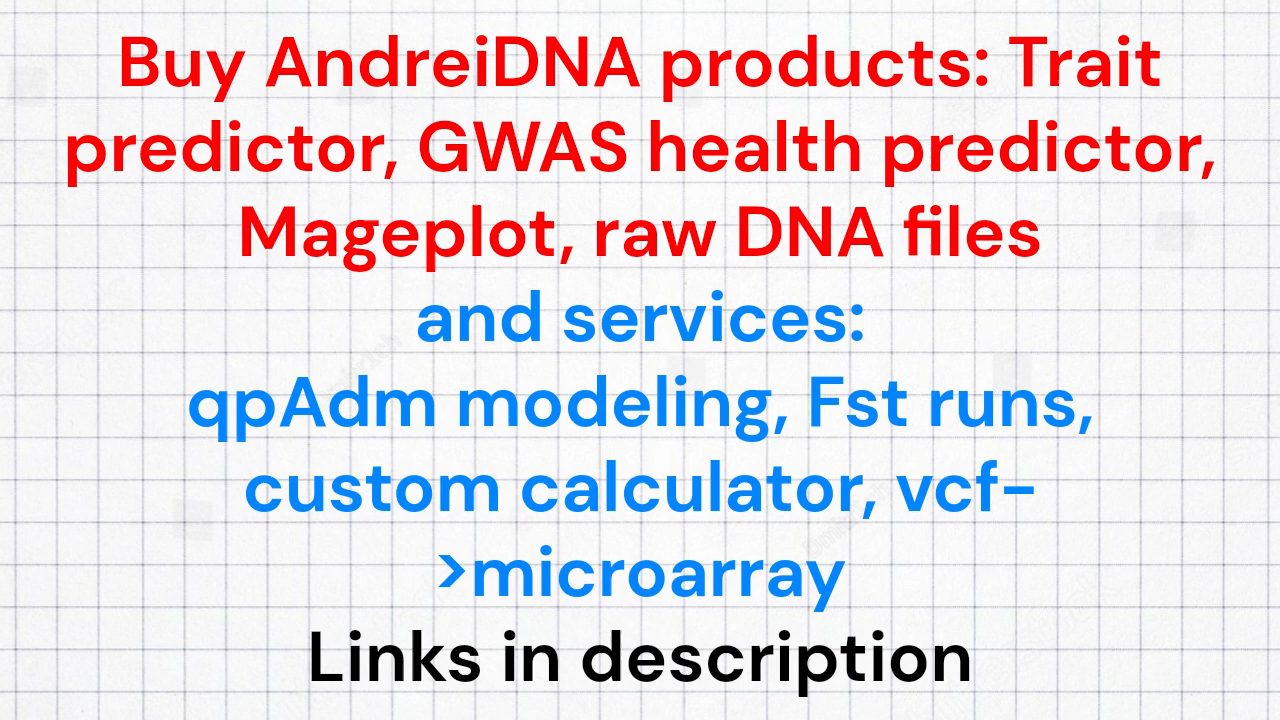 Buy AndreiDNA products: Trait
predictor, GWAS health predictor,
Mageplot, raw DNA files
and services:
qpAdm modeling, Fst runs,
custom calculator, vcf-
>microarray
Links in description